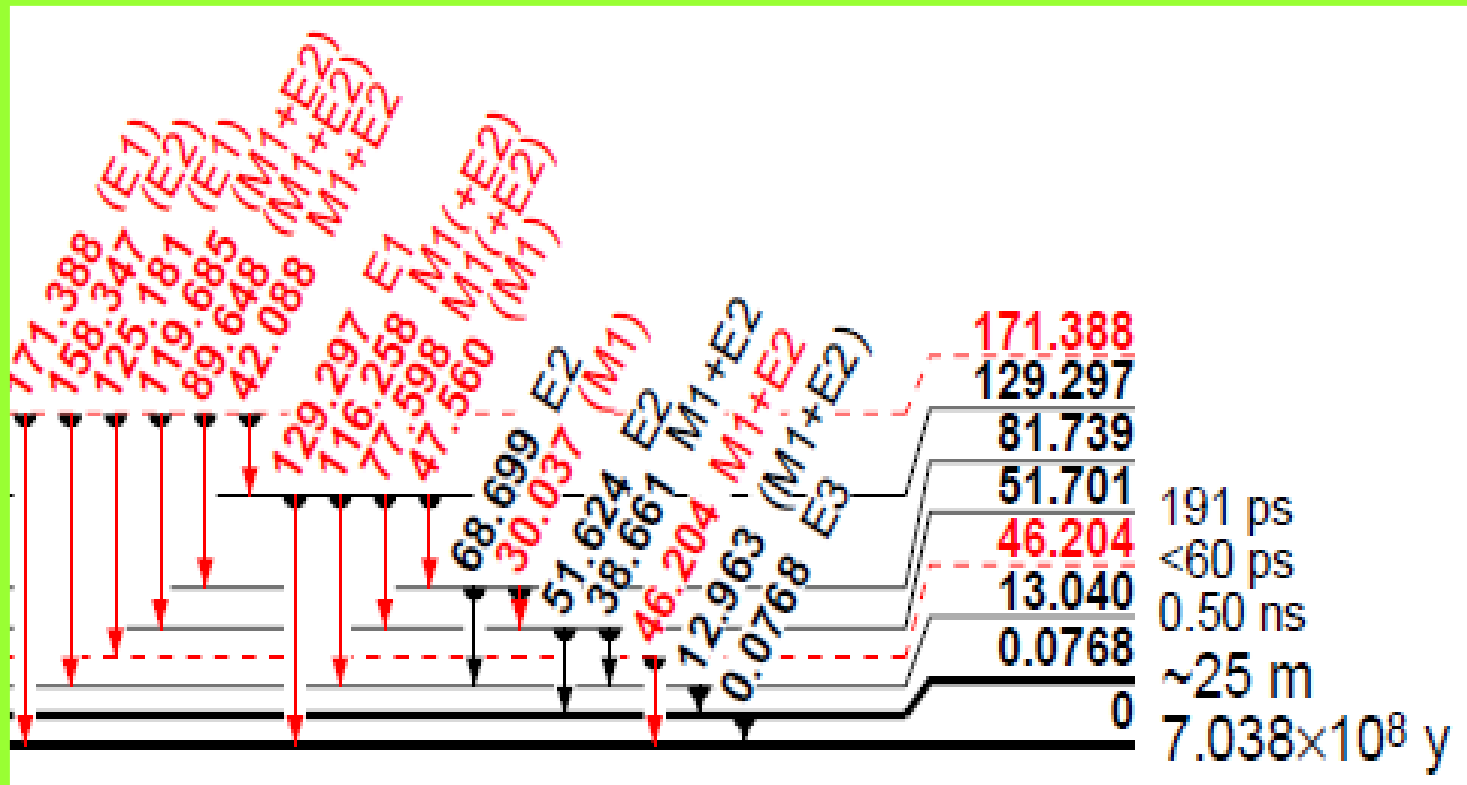 171.388 (E1)
158.347 (E2)
125.181 (E1)
119.685 (M1+E2)
89.648 (M1+E2)
42.088 M1+E2
129.297 E1
116.258 M1(+E2)
77.598 M1(+E2)
47.560 (M1)
68.699 E2
30.037 (M1)
51.624 E2
38.661 M1+E2
46.204 M1+E2
12.963 (M1+E2)
0.0768 E3
171.388
129.297
81.739
51.701
46.204
13.040
0.0768
0
191 ps
<60 ps
0.50 ns
~25 m
7.038×10⁸ y